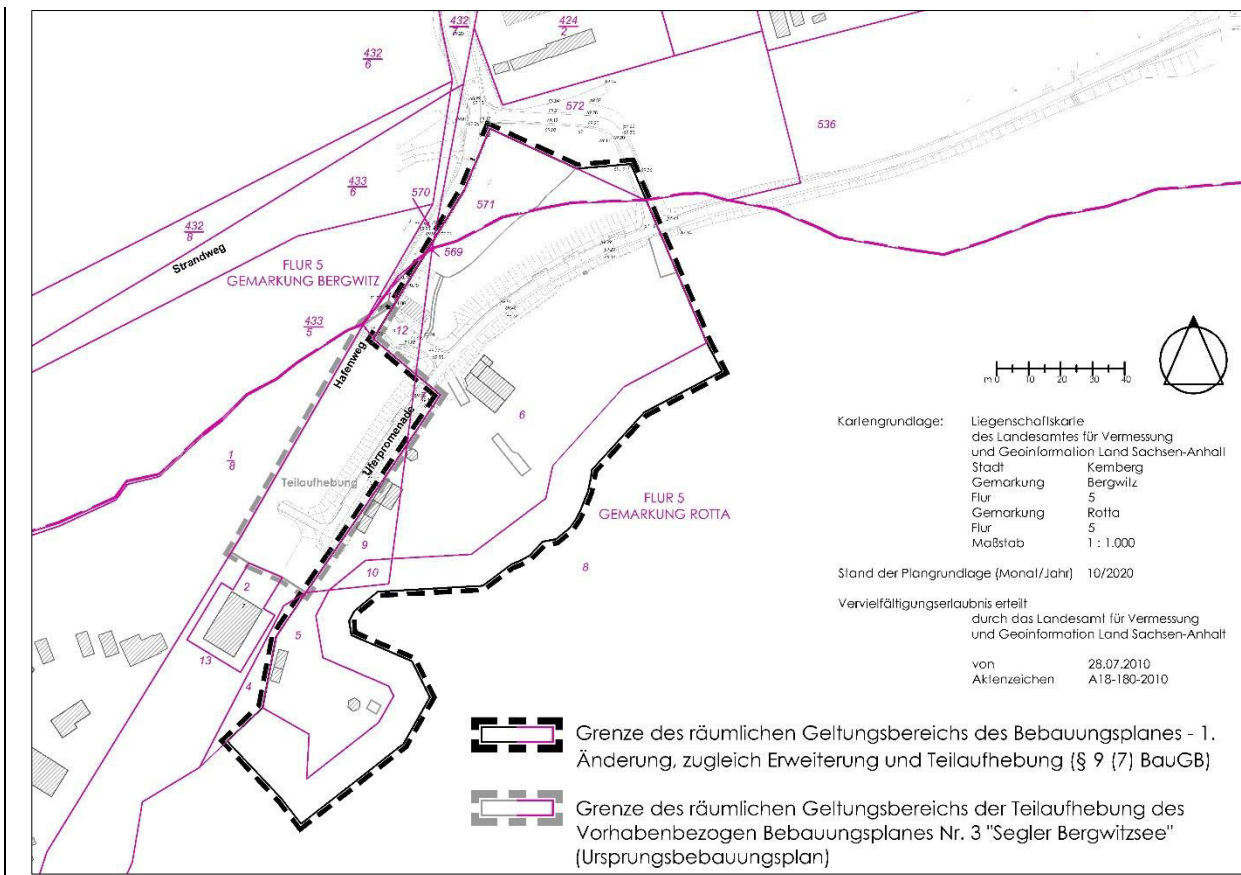 432
424
2
432
6
572
536
433
6
570
571
432
8
Strandweg
569
FLUR 5
GEMARKUNG BERGWITZ
433
5
12
Hafenweg
m 0 10 20 30 40
6
Uferpromenade
1
8
Teilaufhebung
FLUR 5
GEMARKUNG ROTTA
9
10
8
2
1
5
13
4
Kartengrundlage: Liegenschaftskarte
des Landesamtes für Vermessung
und Geoinformation Land Sachsen-Anhalt
Stadt Kemberg
Gemarkung Bergwitz
Flur 5
Gemarkung Rotta
Flur 5
Maßstab 1 : 1.000
Stand der Plangrundlage (Monat/Jahr) 10/2020
Vervielfältigungserlaubnis erteilt
durch das Landesamt für Vermessung
und Geoinformation Land Sachsen-Anhalt
von 28.07.2010
Aktenzeichen A18-180-2010
Grenze des räumlichen Geltungsbereichs des Bebauungsplanes - 1.
Änderung, zugleich Erweiterung und Teilaufhebung (§ 9 (7) BauGB)
Grenze des räumlichen Geltungsbereichs der Teilaufhebung des
Vorhabenbezogen Bebauungsplanes Nr. 3 "Segler Bergwitzsee"
(Ursprungsbebauungsplan)